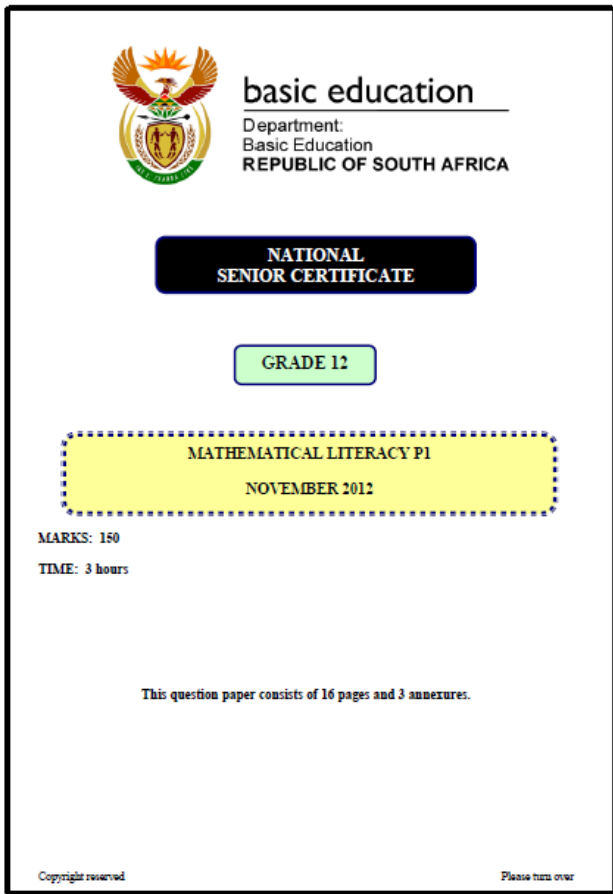 basic education
Department:
Basic Education
REPUBLIC OF SOUTH AFRICA
NATIONAL
SENIOR CERTIFICATE
GRADE 12
MATHEMATICAL LITERACY P1
NOVEMBER 2012
MARKS: 150
TIME: 3 hours
This question paper consists of 16 pages and 3 annexures.
Copyright reserved
Please turn over